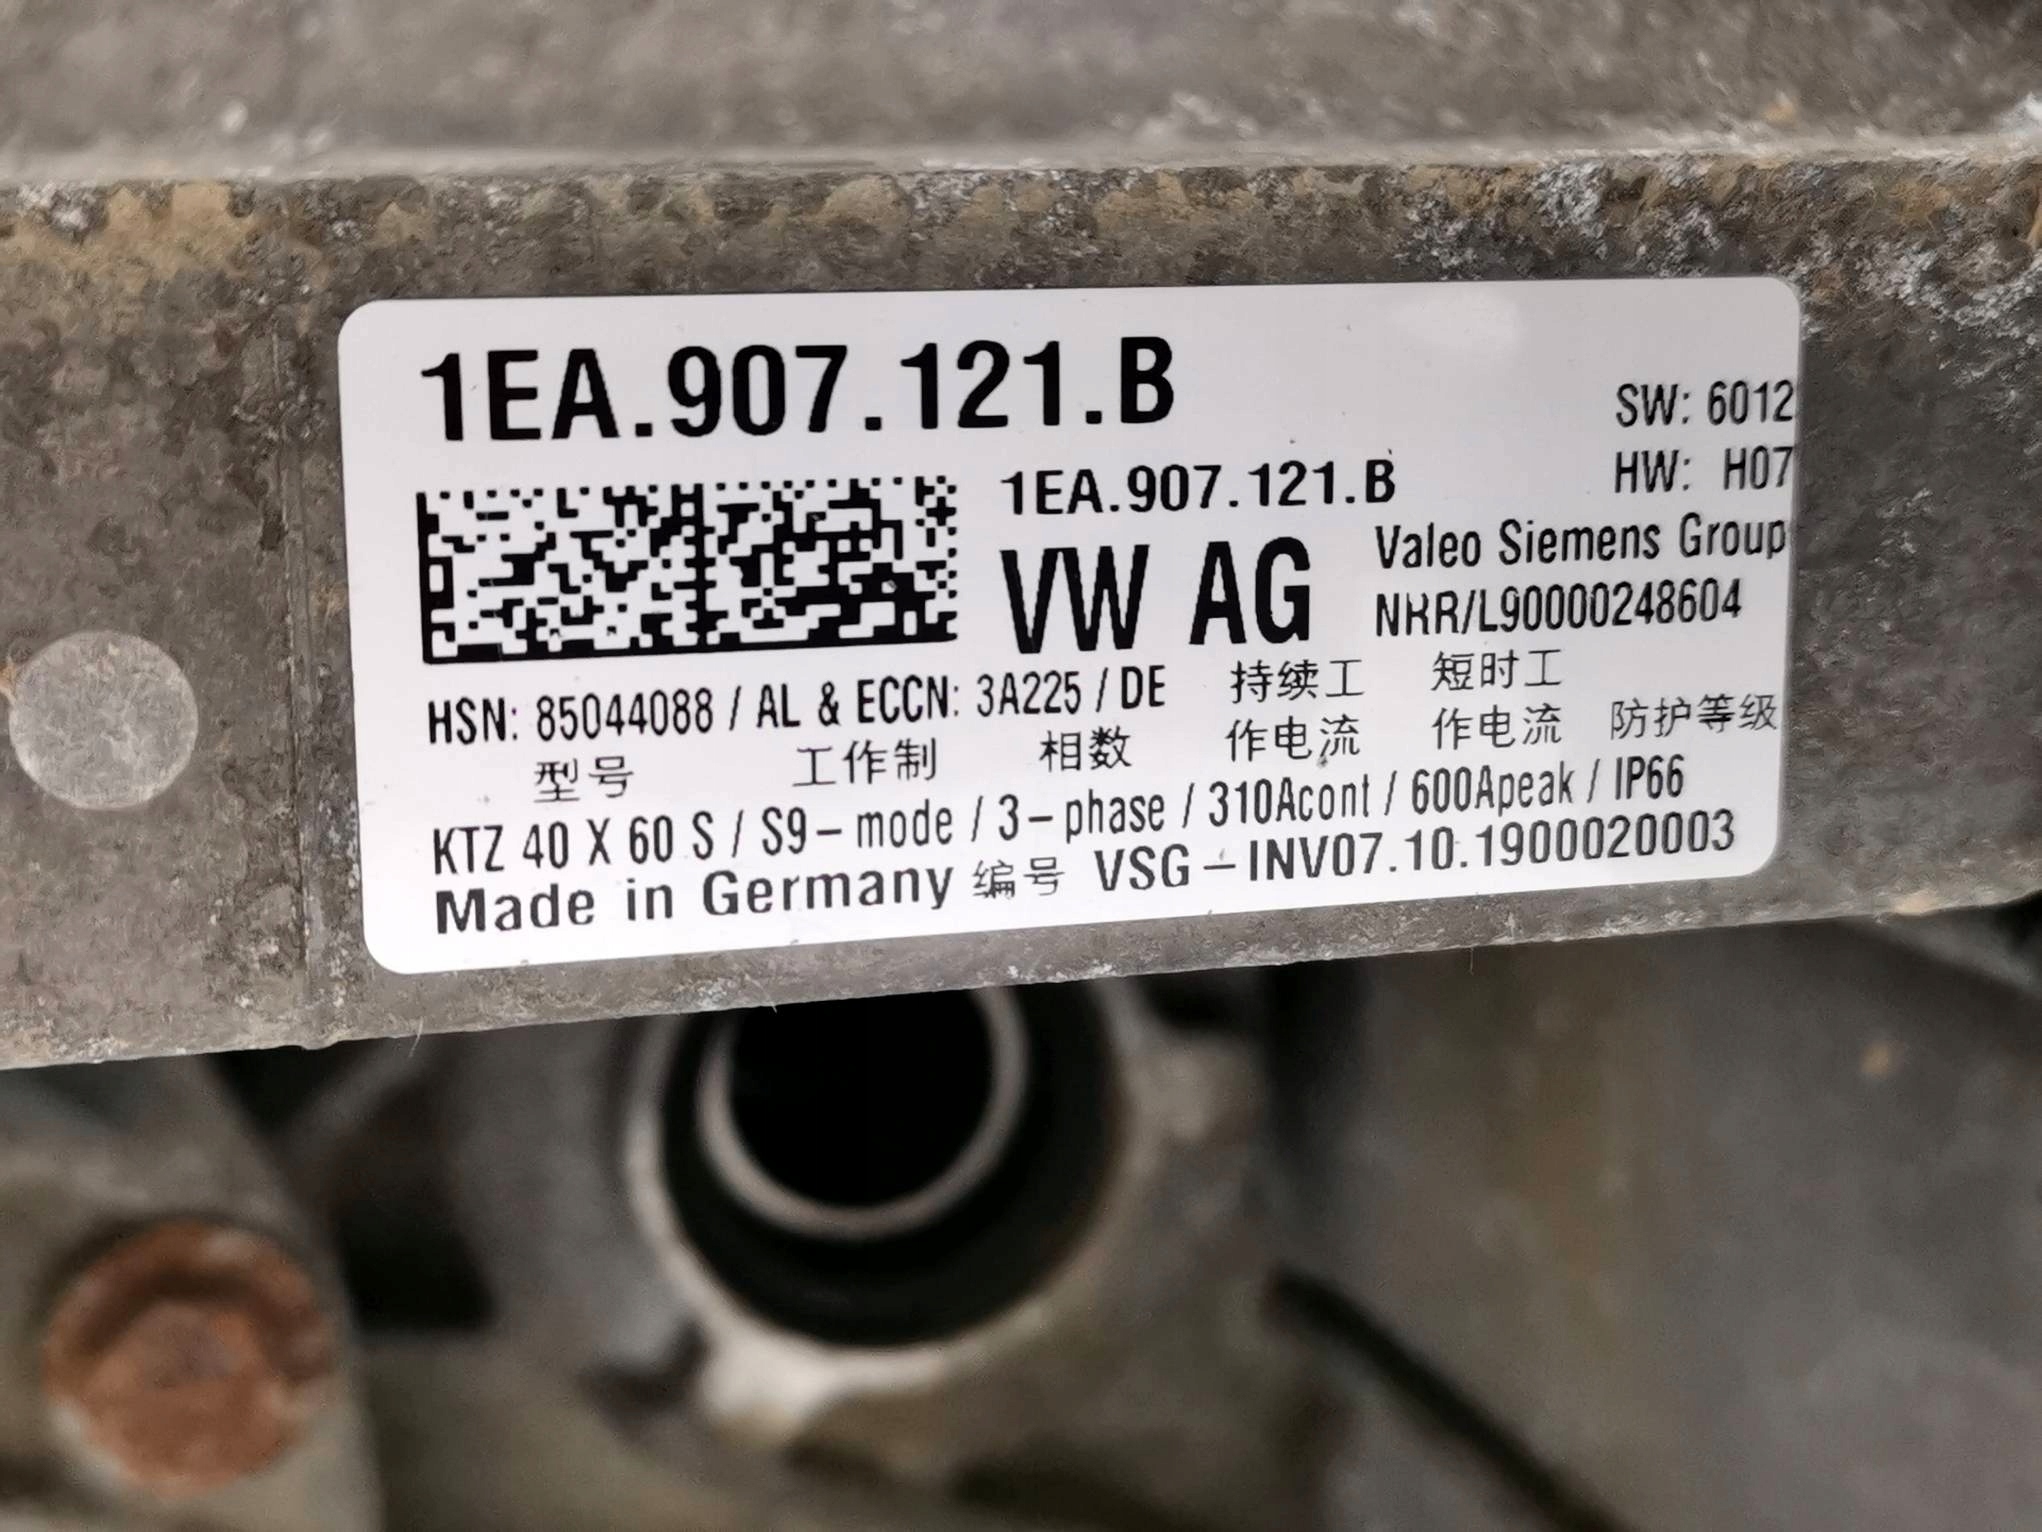 1EA.907.121.B
SW: 6012
HW: H07
1EA.907.121.B
VW AG
Valeo Siemens Group
NKR/L90000248604
HSN: 85044088 / AL & ECCN: 3A225 / DE
持续工
作电流
短时工
作电流
防护等级
型号 工作制 相数
KTZ 40 X 60 S / S9-mode / 3-phase / 310Acont / 600Apeak / IP66
Made in Germany 编号 VSG-INV07.10.1900020003